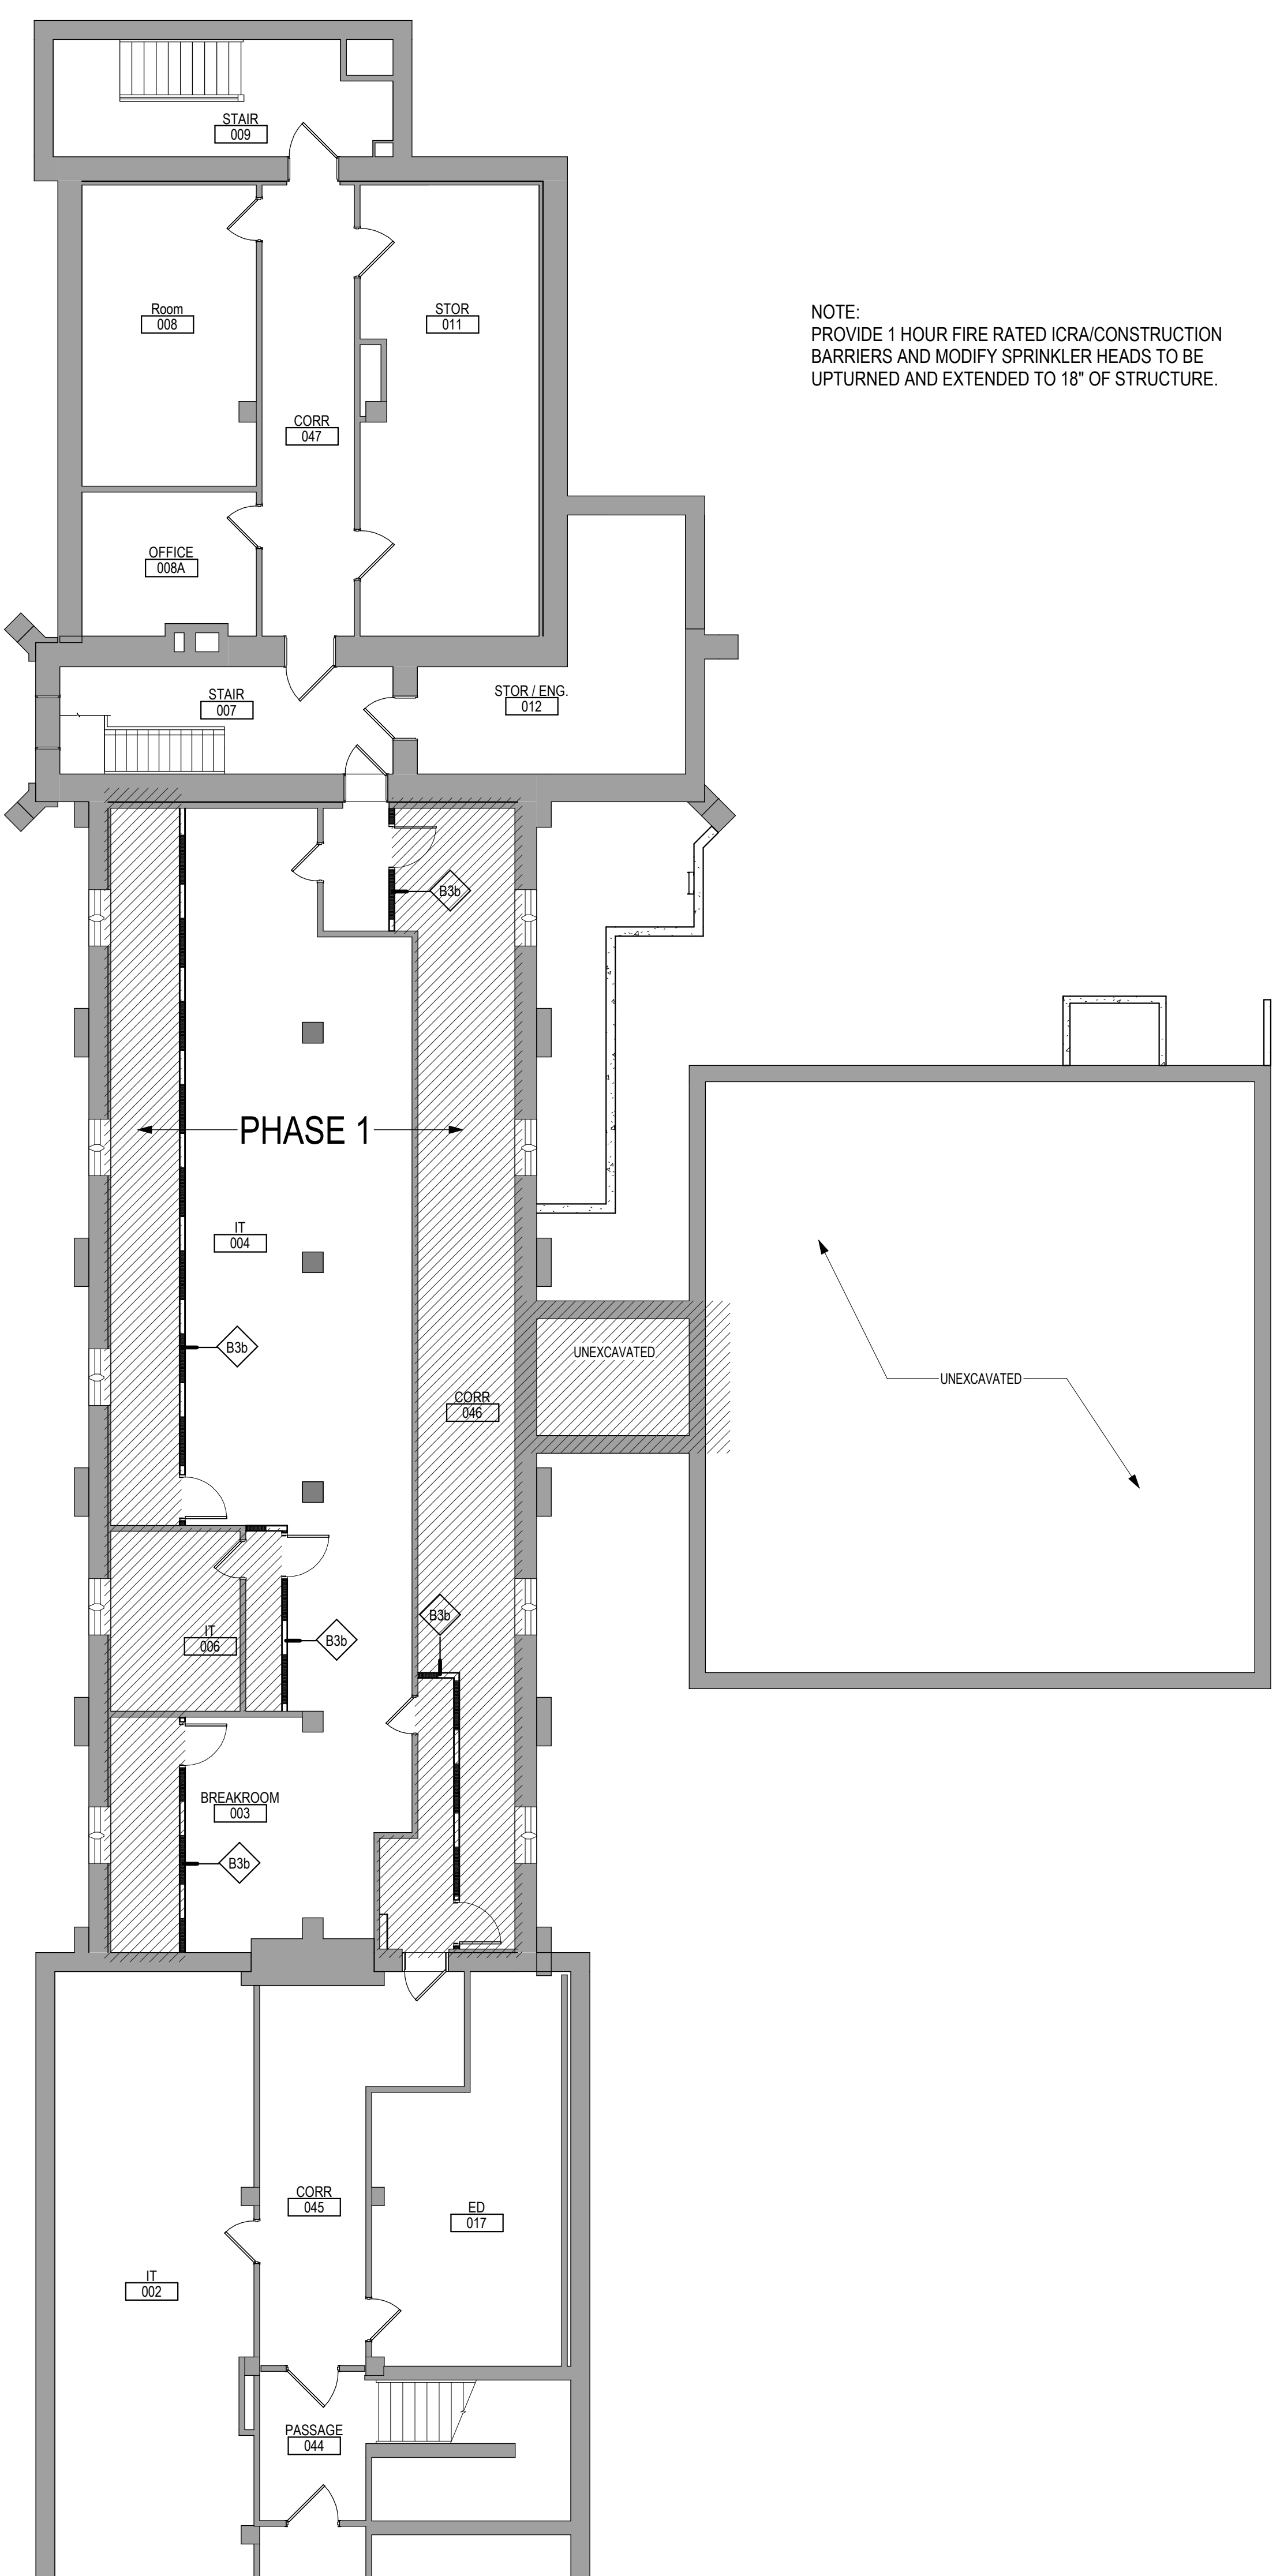 STAIR
009
Room
008
STOR
011
NOTE:
PROVIDE 1 HOUR FIRE RATED ICRA/CONSTRUCTION
BARRIERS AND MODIFY SPRINKLER HEADS TO BE
UPTURNED AND EXTENDED TO 18" OF STRUCTURE.
CORR
047
OFFICE
008A
STAIR
007
STOR / ENG.
012
B3b
PHASE 1
IT
004
B3b
UNEXCAVATED
UNEXCAVATED
CORR
046
B3b
IT
006
B3b
BREAKROOM
003
B3b
CORR
045
ED
017
IT
002
PASSAGE
044